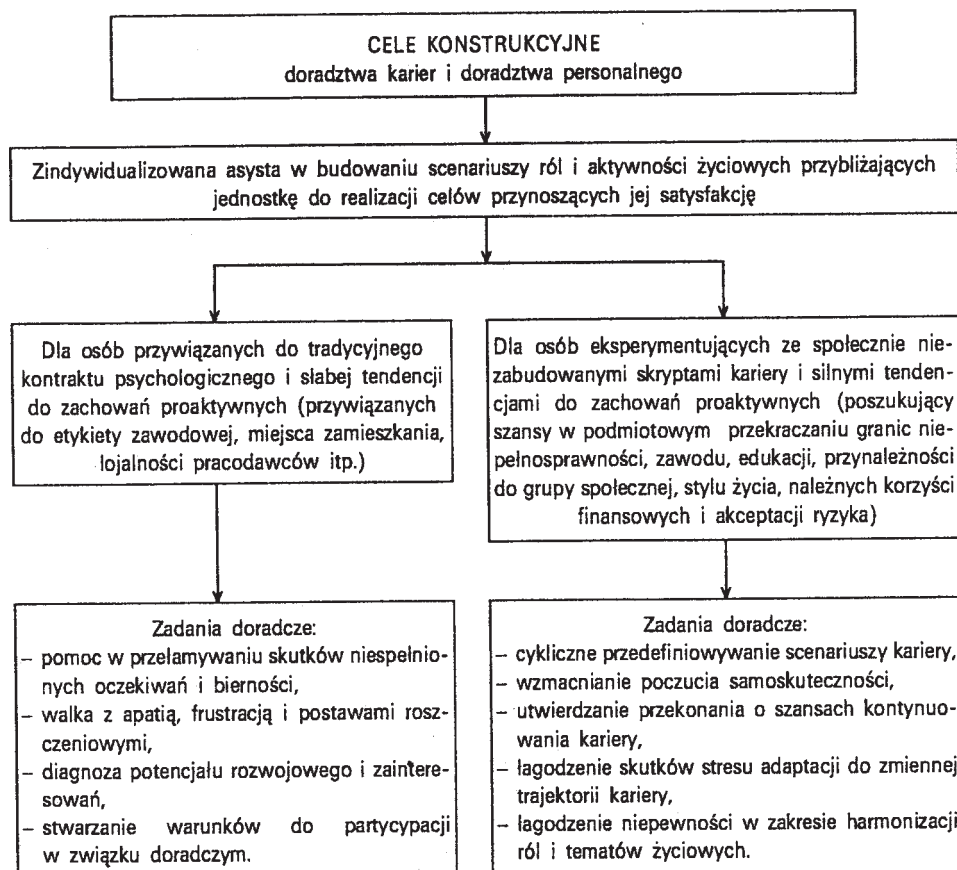 CELE KONSTRUKCYJNE
doradztwa karier i doradztwa personalnego
Zindywidualizowana asysta w budowaniu scenariuszy ról i aktywności życiowych przybliżających
jednostkę do realizacji celów przynoszących jej satysfakcję
Dla osób przywiązanych do tradycyjnego
kontraktu psychologicznego i słabej tendencji
do zachowań proaktywnych (przywiązanych
do etykiety zawodowej, miejsca zamieszkania,
lojalności pracodawców itp.)
Dla osób eksperymentujących ze społecznie nie-
zabudowanymi skryptami kariery i silnymi tenden-
cjami do zachowań proaktywnych (poszukujący
szansy w podmiotowym przekraczaniu granic nie-
pełnosprawności, zawodu, edukacji, przynależności
do grupy społecznej, stylu życia, należnych korzyści
finansowych i akceptacji ryzyka)
Zadania doradcze:
– pomoc w przełamywaniu skutków niespełnio-
nych oczekiwań i bierności,
– walka z apatią, frustracją i postawami rosz-
czeniowymi,
– diagnoza potencjału rozwojowego i zaintere-
sowań,
– stwarzanie warunków do partycypacji
w związku doradczym.
Zadania doradcze:
– cykliczne przedefiniowywanie scenariuszy kariery,
– wzmacnianie poczucia samoskuteczności,
– utwierdzanie przekonania o szansach kontynuo-
wania kariery,
– łagodzenie skutków stresu adaptacji do zmiennej
trajektorii kariery,
– łagodzenie niepewności w zakresie harmonizacji
ról i tematów życiowych.